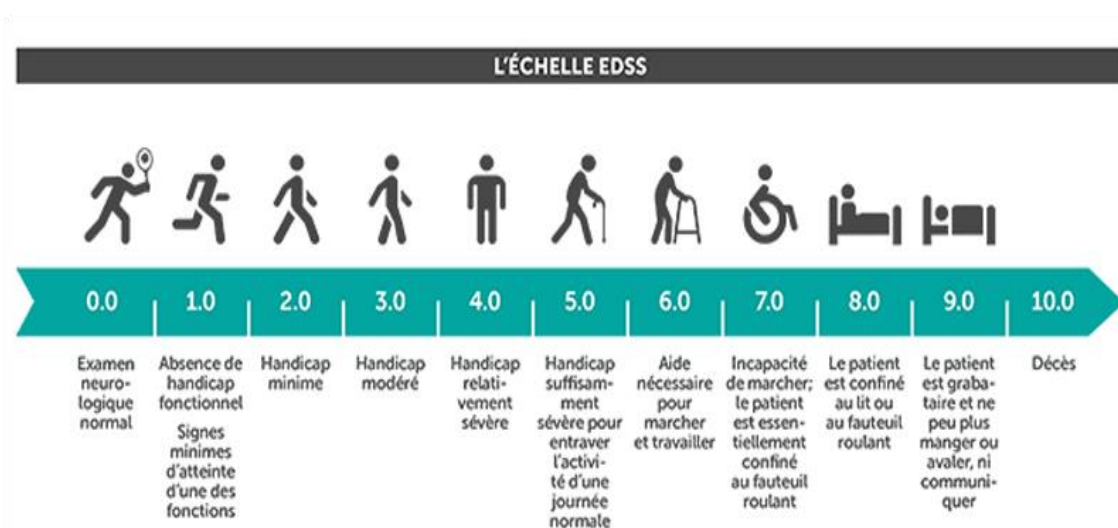 L'ÉCHELLE EDSS
0.0
1.0
2.0
3.0
4.0
5.0
6.0
7.0
8.0
9.0
10.0
Examen
neuro-
logique
normal
Absence de
handicap
fonctionnel
Signes
minimes
d'atteinte
d'une des
fonctions
Handicap
minime
Handicap
modéré
Handicap
relati-
vement
sévère
Handicap
suffisam-
ment
sévère pour
entraver
l'activi-
té d'une
journée
normale
Aide
nécessaire
pour
marcher
et travailler
Incapacité
de marcher;
le patient
est essen-
tiellement
confiné
au fauteuil
roulant
Le patient
est confiné
au lit ou
au fauteuil
roulant
Le patient
est graba-
taire et ne
peu plus
manger ou
avaler, ni
communi-
quer
Décès